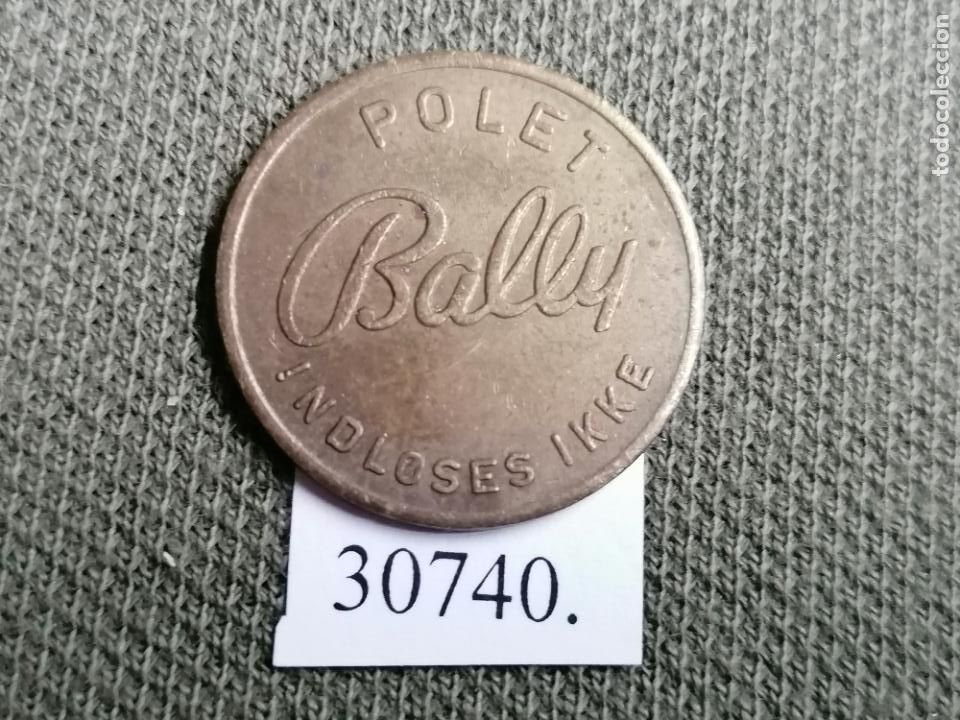 POLET
Bally
INDLØSES IKKE
30740.
todocoleccion